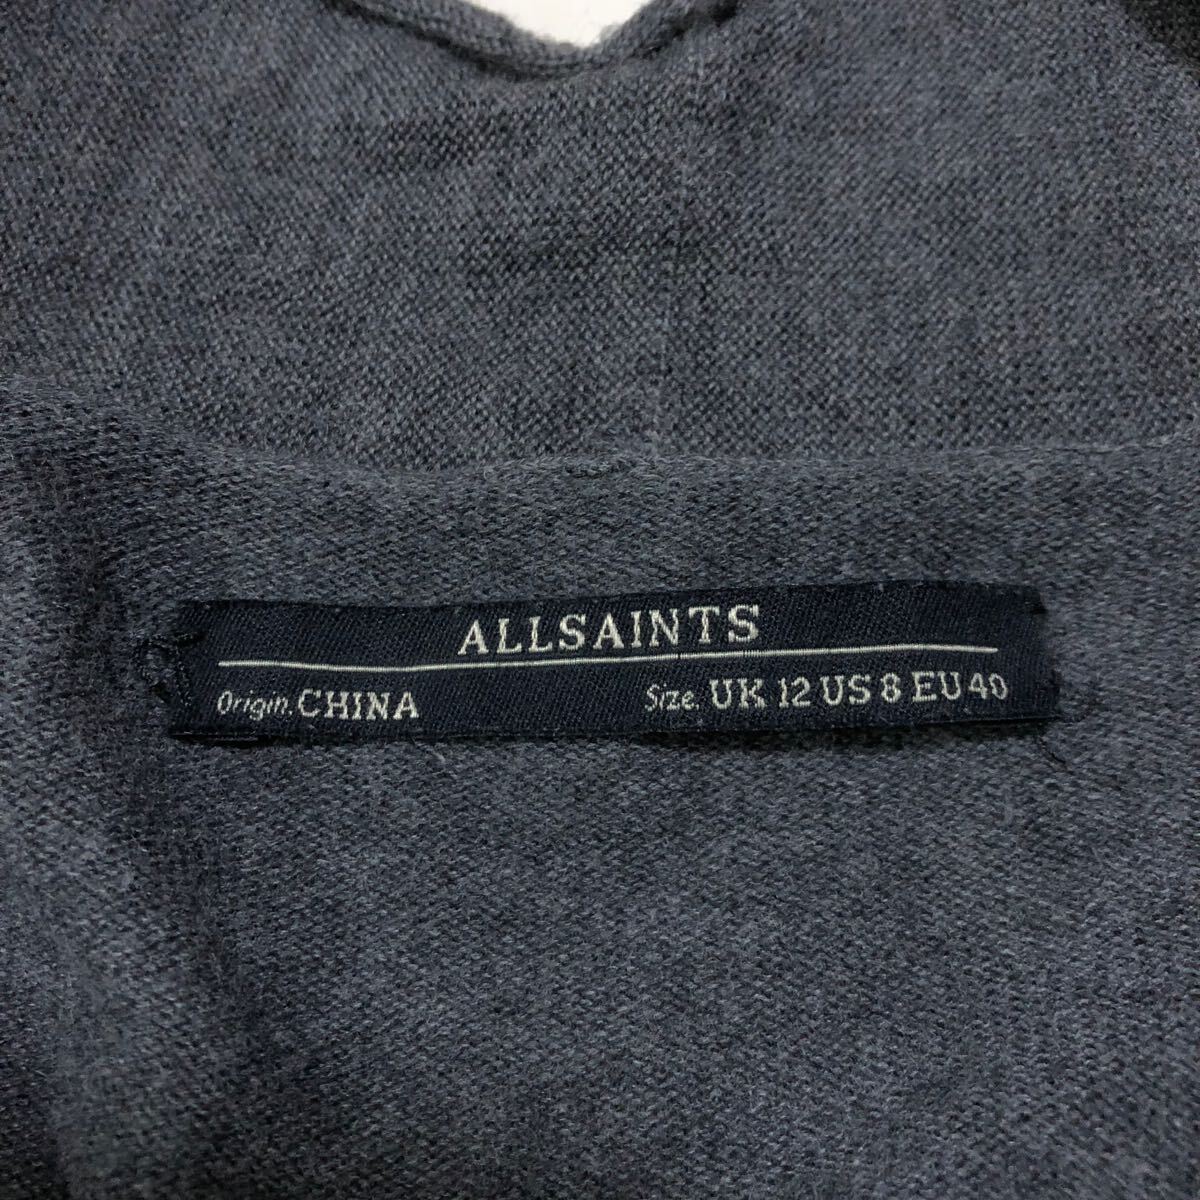 ALLSAINTS
Origin. CHINA
Size. UK 12 US 8 EU 40